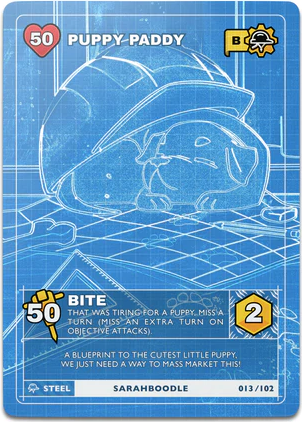 50 PUPPY PADDY B
50 BITE
THAT WAS TIRING FOR A PUPPY, MISS A
TURN (MISS AN EXTRA TURN ON
OBJECTIVE ATTACKS).
2
A BLUEPRINT TO THE CUTEST LITTLE PUPPY,
WE JUST NEED A WAY TO MASS MARKET THIS!
STEEL SARAHBOODLE 013/102